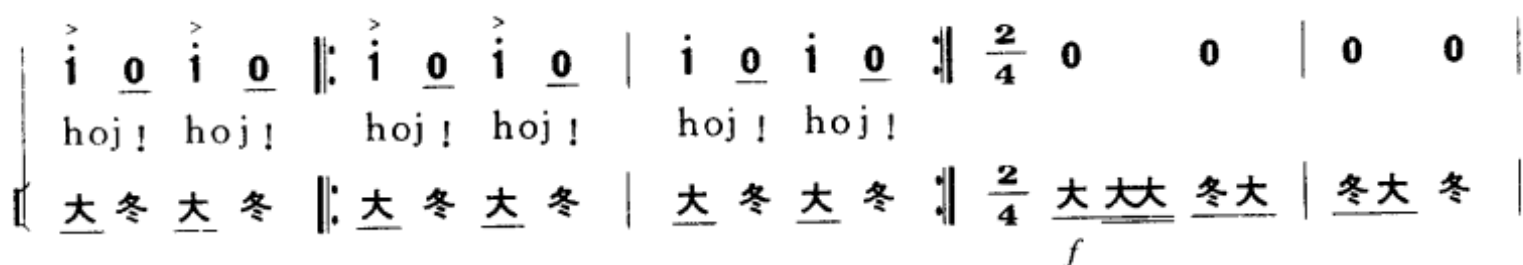 i 0 i 0 i 0 i 0 i 0 i 0 2/4 0 0 0 0
hoj! hoj! hoj! hoj! hoj! hoj!
大冬大冬 大冬大冬 大冬大冬 2/4 大大大冬大 冬大冬
f